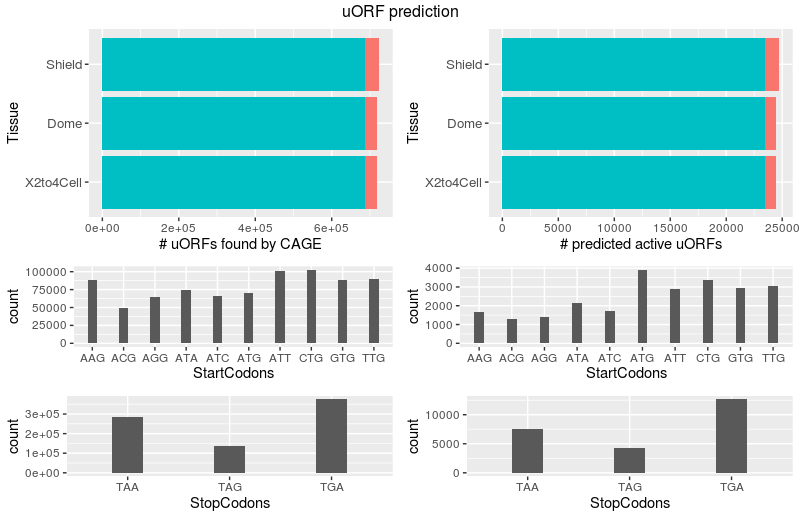 uORF prediction
Tissue
Shield
Dome
X2to4Cell
0e+00 2e+05 4e+05 6e+05
# uORFs found by CAGE
Tissue
Shield
Dome
X2to4Cell
0 5000 10000 15000 20000 25000
# predicted active uORFs
count
100000
75000
50000
25000
0
AAG ACG AGG ATA ATC ATG ATT CTG GTG TTG
StartCodons
count
4000
3000
2000
1000
0
AAG ACG AGG ATA ATC ATG ATT CTG GTG TTG
StartCodons
count
3e+05
2e+05
1e+05
0e+00
TAA TAG TGA
StopCodons
count
10000
5000
0
TAA TAG TGA
StopCodons